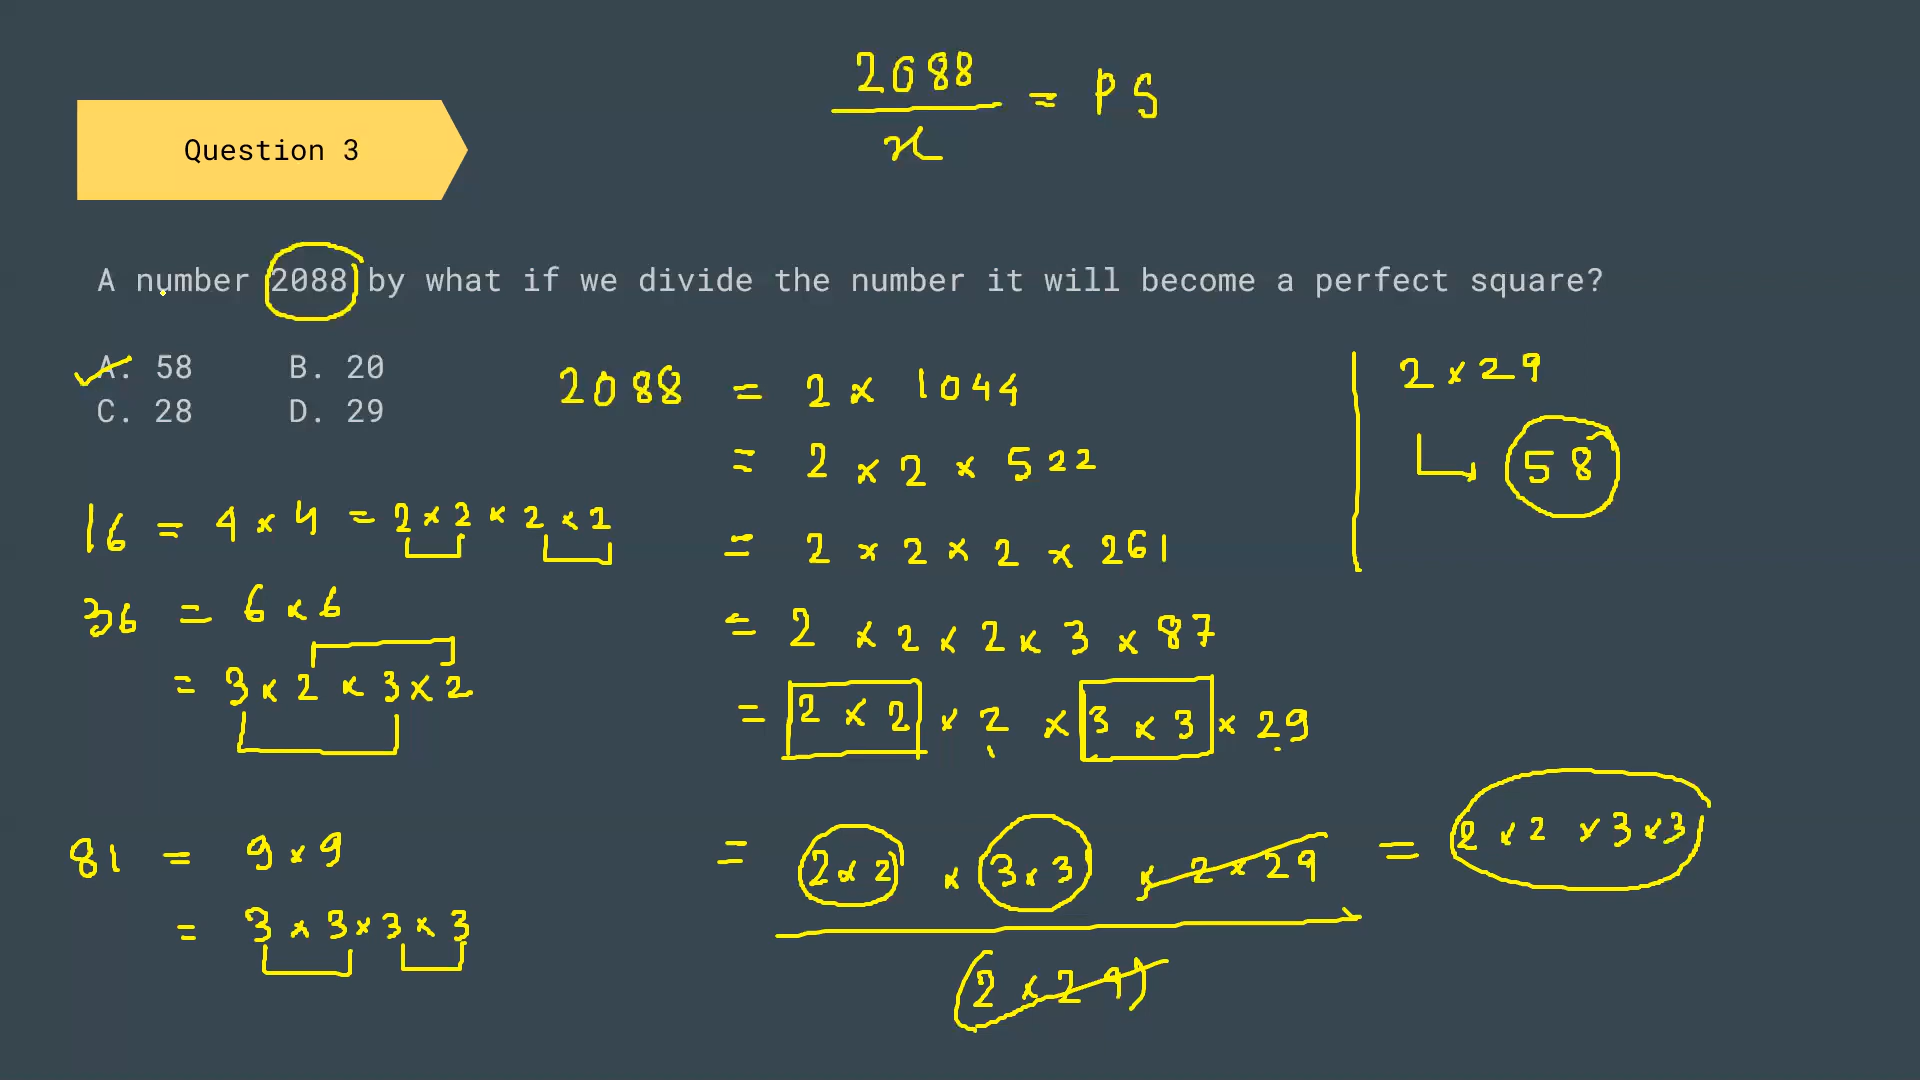 2088
x
= PS
Question 3
A number 2088 by what if we divide the number it will become a perfect square?
A. 58 B. 20
C. 28 D. 29
16 = 4 × 4 = 2 × 2 × 2 × 2
36 = 6 × 6
= 3 × 2 × 3 × 2
81 = 9 × 9
= 3 × 3 × 3 × 3
2088 = 2 × 1044
= 2 × 2 × 522
= 2 × 2 × 2 × 261
= 2 × 2 × 2 × 3 × 87
= 2 × 2 × 2 × 3 × 3 × 29
= 2 × 2 × 3 × 3 × 2 × 29
(2 × 29)
= 2 × 2 × 3 × 3
2 × 29
58